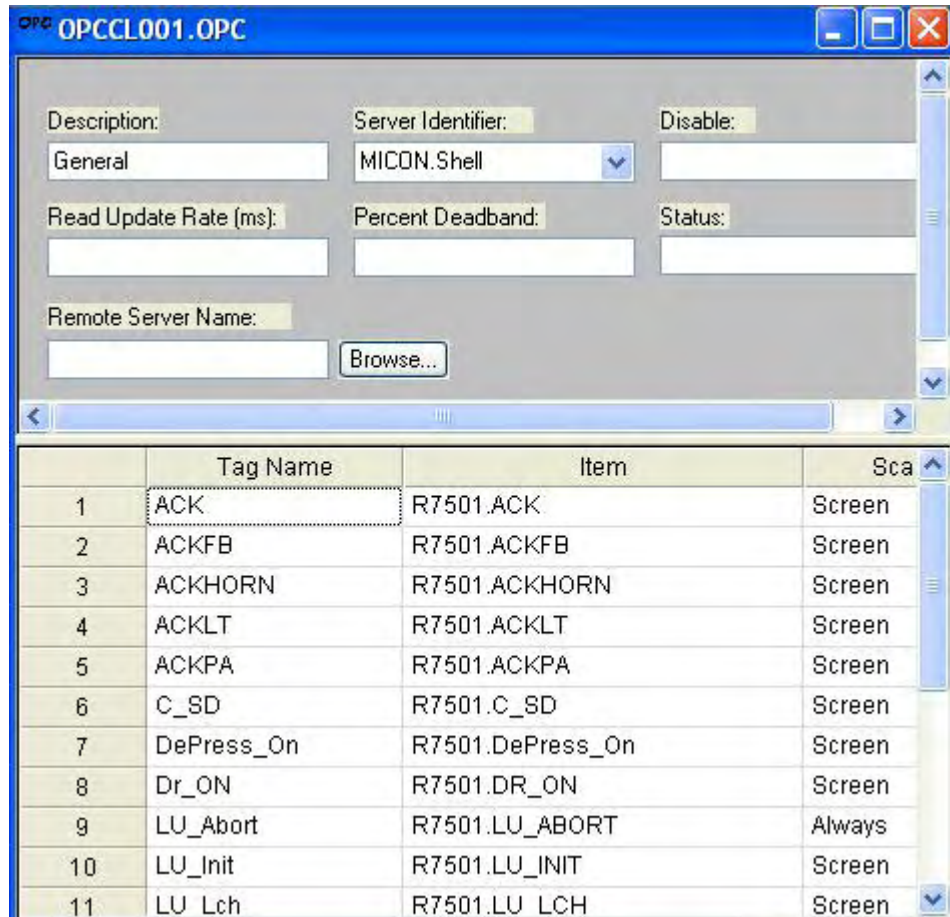 OPC OPCCL001.OPC
Description: Server Identifier: Disable:
General MICON.Shell
Read Update Rate (ms): Percent Deadband: Status:
Remote Server Name:
Browse...
Tag Name Item Sca
1 ACK R7501.ACK Screen
2 ACKFB R7501.ACKFB Screen
3 ACKHORN R7501.ACKHORN Screen
4 ACKLT R7501.ACKLT Screen
5 ACKPA R7501.ACKPA Screen
6 C_SD R7501.C_SD Screen
7 DePress_On R7501.DePress_On Screen
8 Dr_ON R7501.DR_ON Screen
9 LU_Abort R7501.LU_ABORT Always
10 LU_Init R7501.LU_INIT Screen
11 LU_Lch R7501.LU_LCH Screen